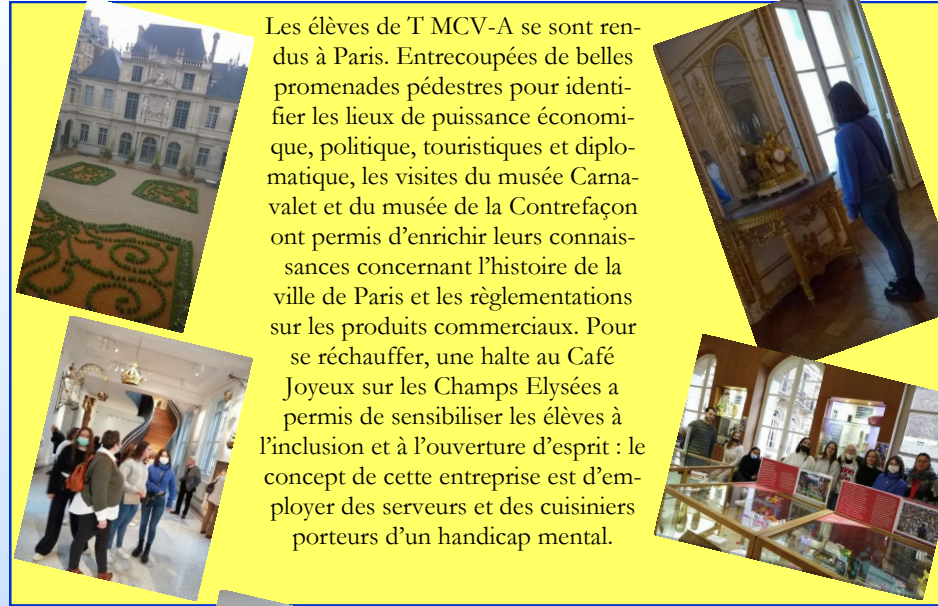 Les élèves de T MCV-A se sont ren-
dus à Paris. Entrecoupées de belles
promenades pédestres pour identi-
fier les lieux de puissance économi-
que, politique, touristiques et diplo-
matique, les visites du musée Carna-
valet et du musée de la Contrefaçon
ont permis d'enrichir leurs connais-
sances concernant l'histoire de la
ville de Paris et les règlementations
sur les produits commerciaux. Pour
se réchauffer, une halte au Café
Joyeux sur les Champs Elysées a
permis de sensibiliser les élèves à
l'inclusion et à l'ouverture d'esprit : le
concept de cette entreprise est d'em-
ployer des serveurs et des cuisiniers
porteurs d'un handicap mental.